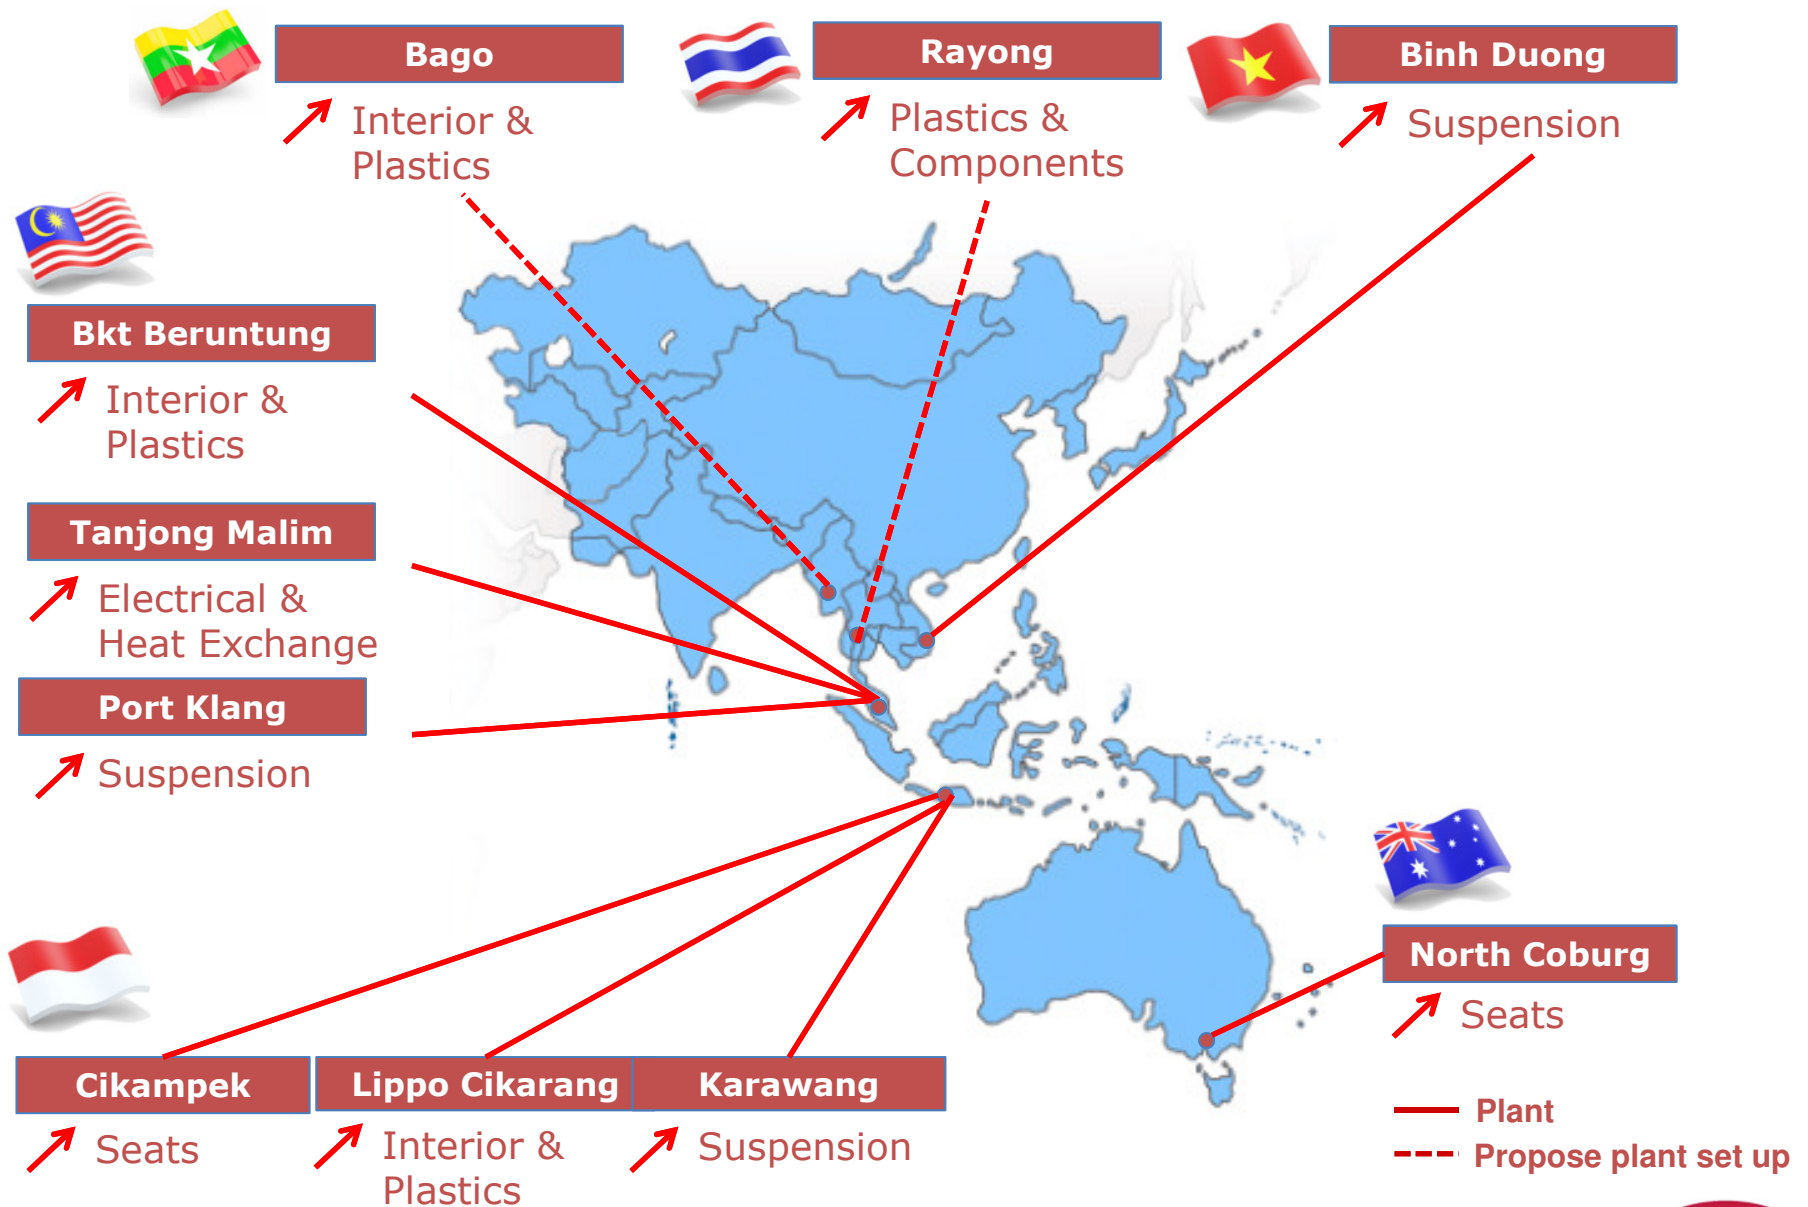 Bago
Interior &
Plastics
Rayong
Plastics &
Components
Binh Duong
Suspension
Bkt Beruntung
Interior &
Plastics
Tanjong Malim
Electrical &
Heat Exchange
Port Klang
Suspension
North Coburg
Seats
Cikampek
Seats
Lippo Cikarang
Interior &
Plastics
Karawang
Suspension
Plant
Propose plant set up